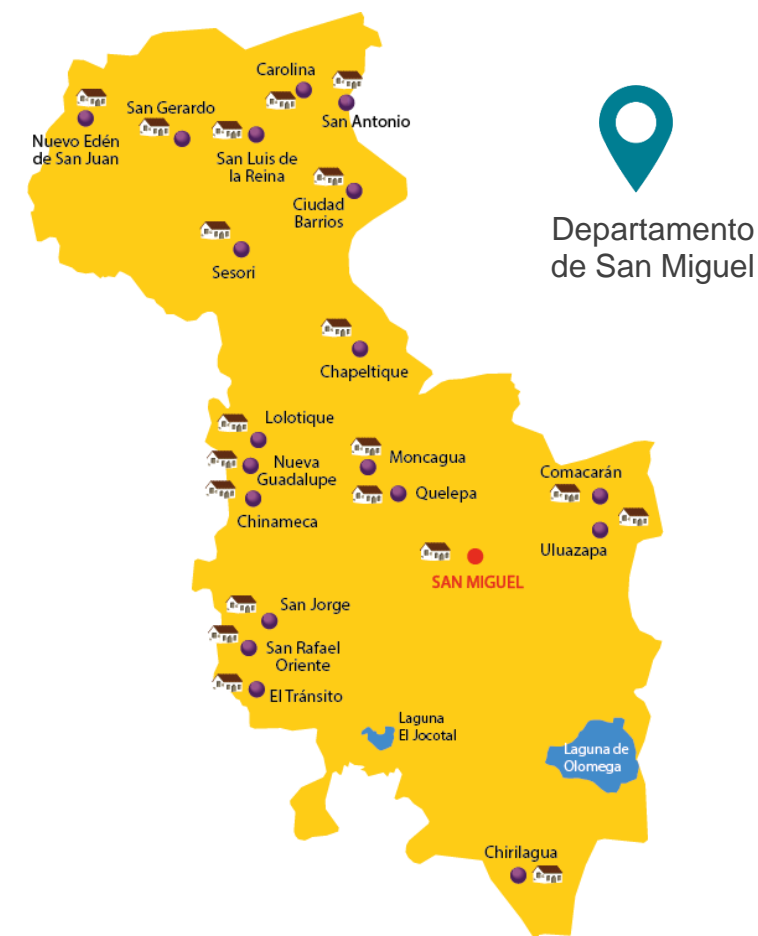 Carolina
San Antonio
San Gerardo
Nuevo Edén
de San Juan
San Luis de
la Reina
Ciudad
Barrios
Sesori
Departamento
de San Miguel
Chapeltique
Lolotique
Nueva
Guadalupe
Chinameca
Moncagua
Quelepa
Comacarán
Uluazapa
SAN MIGUEL
San Jorge
San Rafael
Oriente
El Tránsito
Laguna
El Jocotal
Laguna de
Olomega
Chirilagua